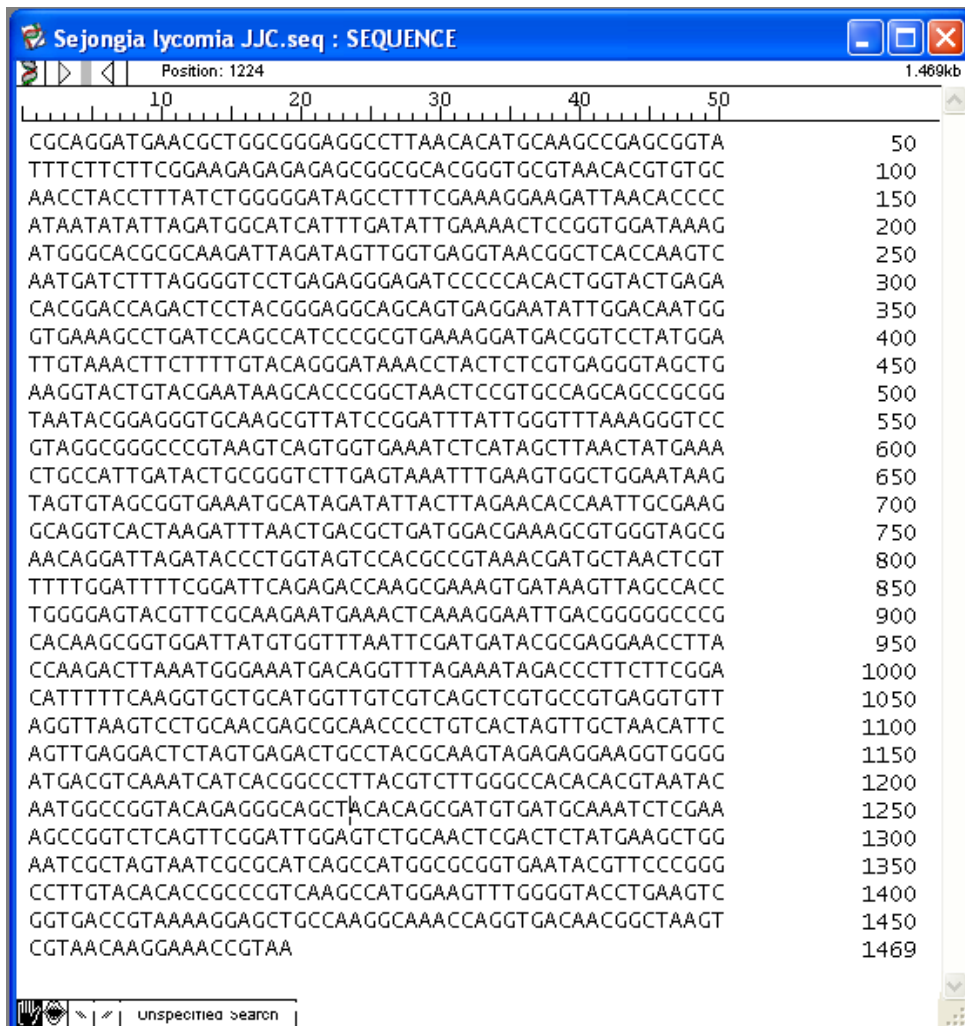 Sejongia lycomia JJC.seq : SEQUENCE
Position: 1224 1.469kb
10 20 30 40 50
CGCAGGATGAACGCTGGCGGGAGGCCTTAACACATGCAAGCCGAGCGGTA 50
TTTCTTCTTCGGAAGAGAGAGAGCGGCGCACGGGTGCGTAACACGTGTGC 100
AACCTACCTTTATCTGGGGGATAGCCTTTCGAAAGGAAGATTAACACCCC 150
ATAATATATTAGATGGCATCATTTGATATTGAAAACTCCGGTGGATAAAG 200
ATGGGCACGCGCAAGATTAGATAGTTGGTGAGGTAACGGCTCACCAAGTC 250
AATGATCTTTAGGGGTCCTGAGAGGGAGATCCCCCACACTGGTACTGAGA 300
CACGGACCAGACTCCTACGGGAGGCAGCAGTGAGGAATATTGGACAATGG 350
GTGAAAGCCTGATCCAGCCATCCCGCGTGAAAGGATGACGGTCCTATGGA 400
TTGTAAACTTCTTTTGTACAGGGATAAACCTACTCTCGTGAGGGTAGCTG 450
AAGGTACTGTACGAATAAGCACCCGGCTAACTCCGTGCCAGCAGCCGCGG 500
TAATACGGAGGGTGCAAGCGTTATCCGGATTTATTGGGTTTAAAGGGTCC 550
GTAGGCGGGCCCGTAAGTCAGTGGTGAAATCTCATAGCTTAACTATGAAA 600
CTGCCATTGATACTGCGGGTCTTGAGTAAATTTGAAGTGGCTGGAATAAG 650
TAGTGTAGCGGTGAAATGCATAGATATTACTTAGAACACCAATTGCGAAG 700
GCAGGTCACTAAGATTTAACTGACGCTGATGGACGAAAGCGTGGGTAGCG 750
AACAGGATTAGATACCCTGGTAGTCCACGCCGTAAACGATGCTAACTCGT 800
TTTTGGATTTTCGGATTCAGAGACCAAGCGAAAGTGATAAGTTAGCCACC 850
TGGGGAGTACGTTCGCAAGAATGAAACTCAAAGGAATTGACGGGGGCCCG 900
CACAAGCGGTGGATTATGTGGTTTAATTCGATGATACGCGAGGAACCTTA 950
CCAAGACTTAAATGGGAAATGACAGGTTTAGAAATAGACCCTTCTTCGGA 1000
CATTTTTCAAGGTGCTGCATGGTTGTCGTCAGCTCGTGCCGTGAGGTGTT 1050
AGGTTAAGTCCTGCAACGAGCGCAACCCCTGTCACTAGTTGCTAACATTC 1100
AGTTGAGGACTCTAGTGAGACTGCCTACGCAAGTAGAGAGGAAGGTGGGG 1150
ATGACGTCAAATCATCACGGCCCTTACGTCTTGGGCCACACACGTAATAC 1200
AATGGCCGGTACAGAGGGCAGCTACACAGCGATGTGATGCAAATCTCGAA 1250
AGCCGGTCTCAGTTCGGATTGGAGTCTGCAACTCGACTCTATGAAGCTGG 1300
AATCGCTAGTAATCGCGCATCAGCCATGGCGCGGTGAATACGTTCCCGGG 1350
CCTTGTACACACCGCCCGTCAAGCCATGGAAGTTTGGGGTACCTGAAGTC 1400
GGTGACCGTAAAAGGAGCTGCCAAGGCAAACCAGGTGACAACGGCTAAGT 1450
CGTAACAAGGAAACCGTAA 1469
Unspecified Search